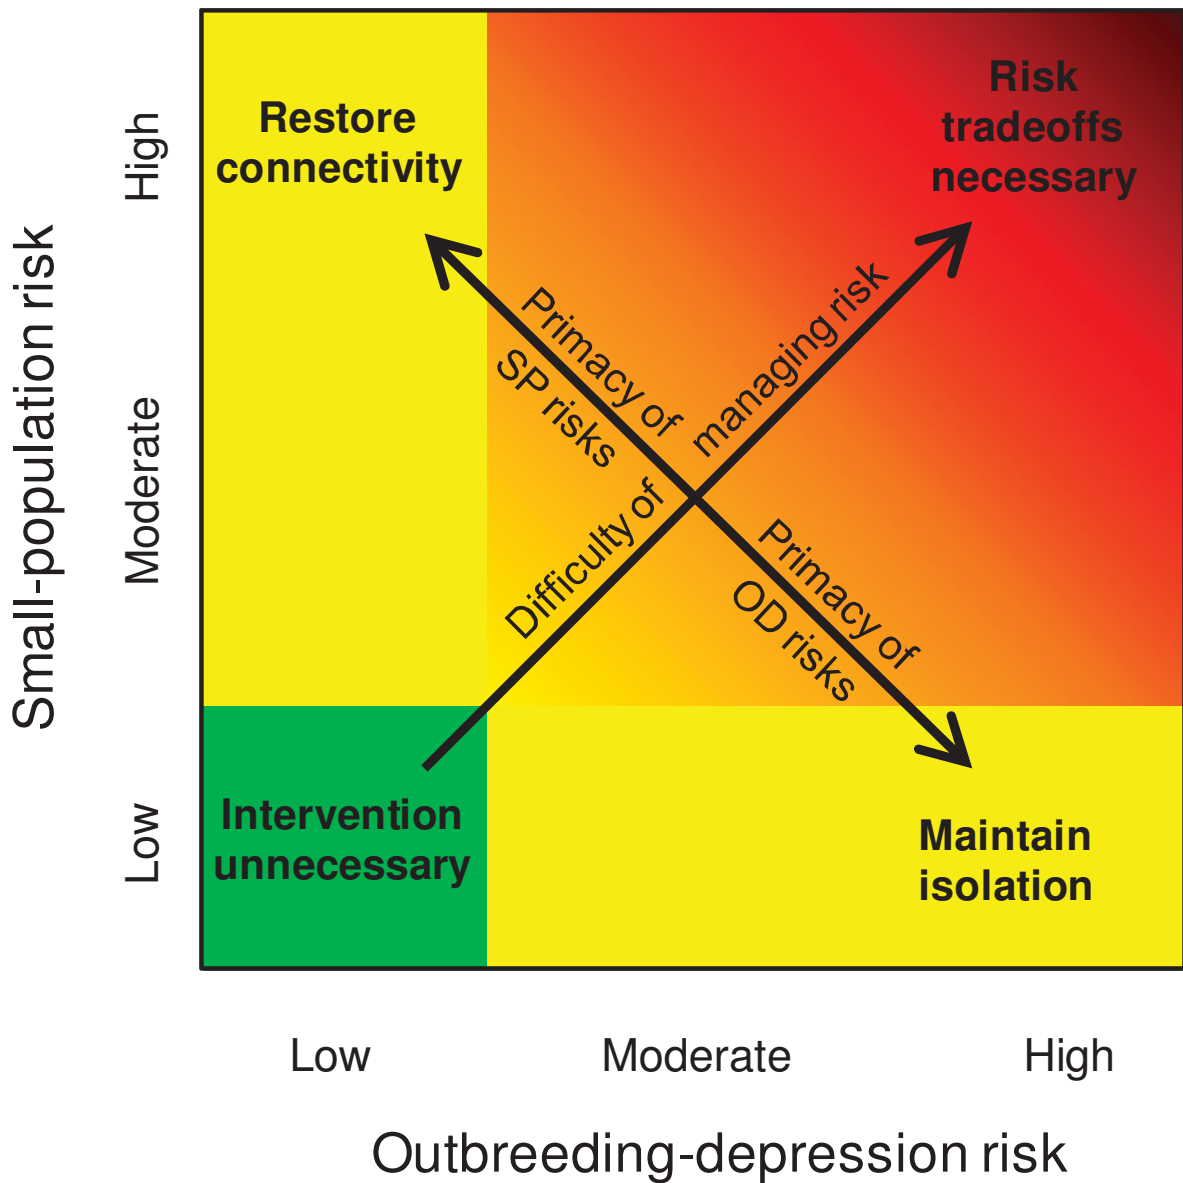 Restore
connectivity
Risk
tradeoffs
necessary
Primacy of
SP risks
Difficulty of
managing risk
Primacy of
OD risks
Intervention
unnecessary
Maintain
isolation
Small-population risk
High
Moderate
Low
Low
Moderate
High
Outbreeding-depression risk